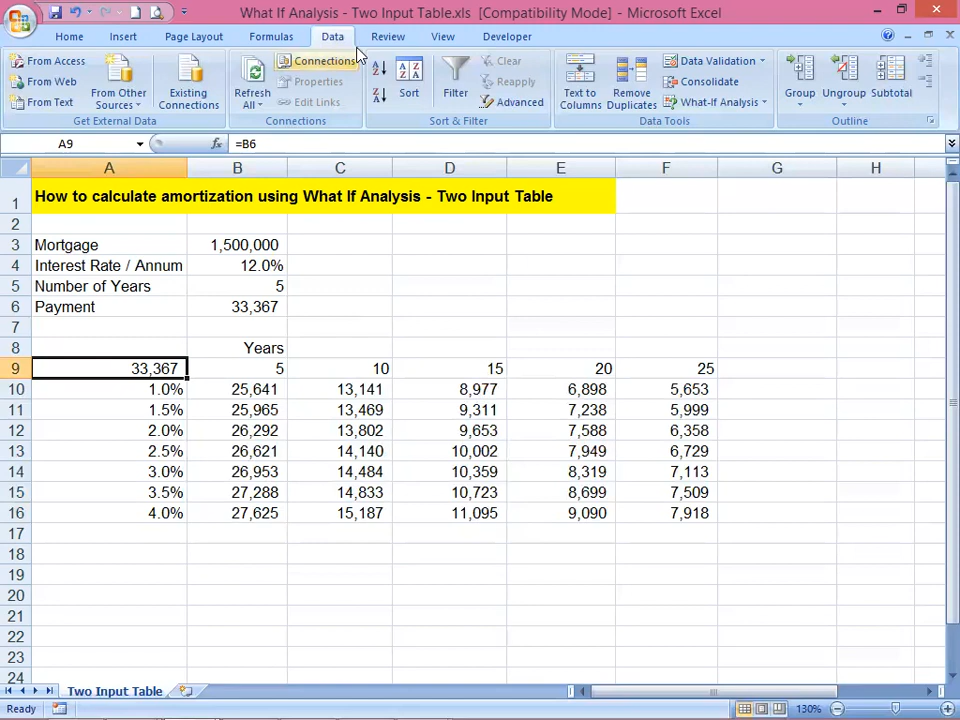 What If Analysis - Two Input Table.xls [Compatibility Mode] - Microsoft Excel
Home Insert Page Layout Formulas Data Review View Developer
From Access
From Web
From Text
From Other Sources
Existing Connections
Get External Data
Refresh All
Connections
Properties
Edit Links
Connections
Sort
Filter
Clear
Reapply
Advanced
Sort & Filter
Text to Columns
Remove Duplicates
Data Validation
Consolidate
What-If Analysis
Data Tools
Group
Ungroup
Subtotal
Outline
A9 fx =B6
A B C D E F G H
1 How to calculate amortization using What If Analysis - Two Input Table
2
3 Mortgage 1,500,000
4 Interest Rate / Annum 12.0%
5 Number of Years 5
6 Payment 33,367
7
8 Years
9 33,367 5 10 15 20 25
10 1.0% 25,641 13,141 8,977 6,898 5,653
11 1.5% 25,965 13,469 9,311 7,238 5,999
12 2.0% 26,292 13,802 9,653 7,588 6,358
13 2.5% 26,621 14,140 10,002 7,949 6,729
14 3.0% 26,953 14,484 10,359 8,319 7,113
15 3.5% 27,288 14,833 10,723 8,699 7,509
16 4.0% 27,625 15,187 11,095 9,090 7,918
17
18
19
20
21
22
23
24
Two Input Table
Ready 130%